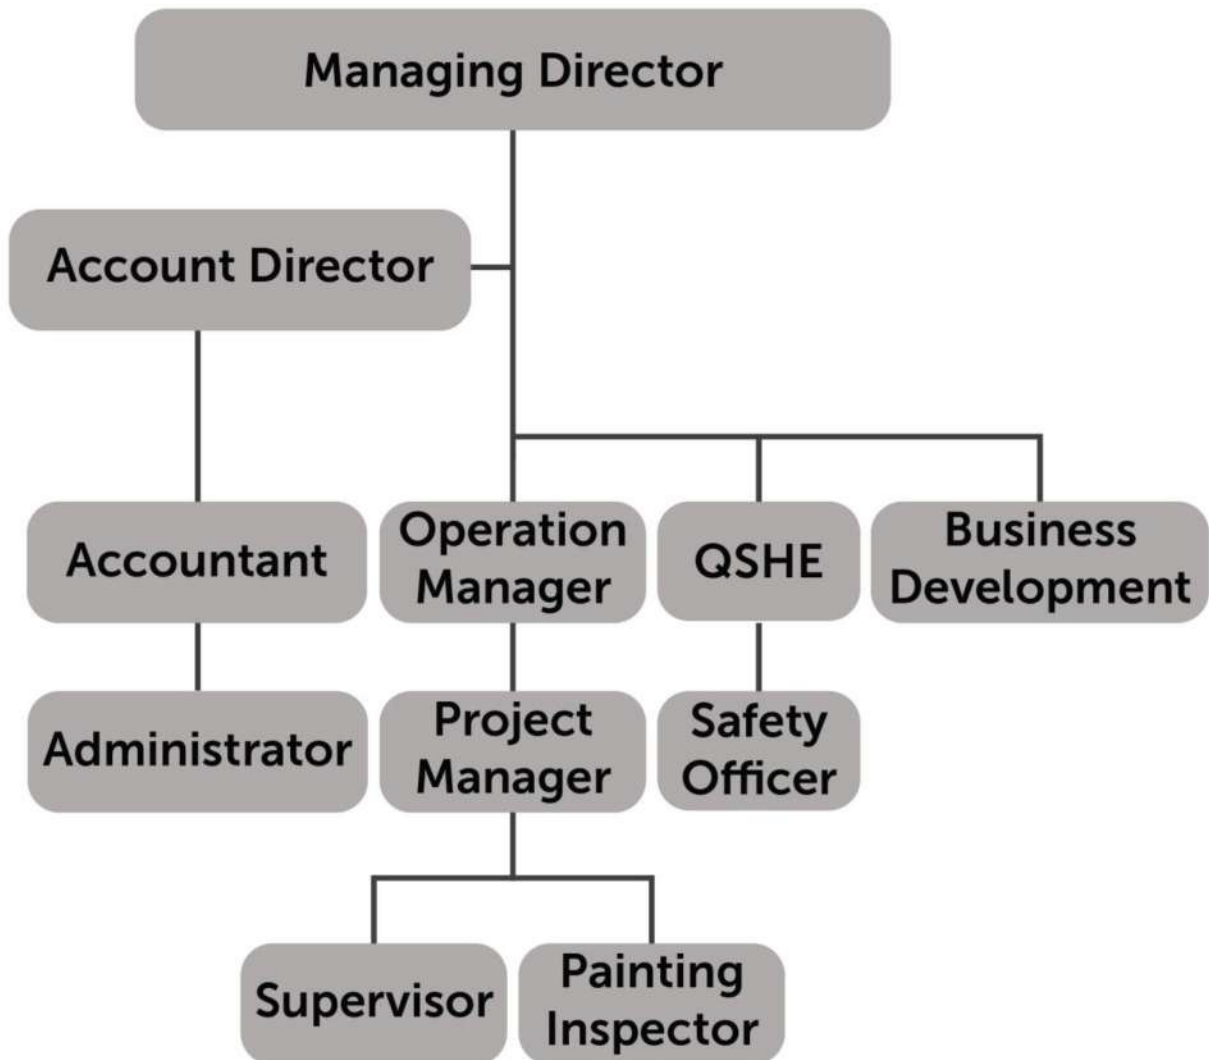 Managing Director
Account Director
Accountant
Operation
Manager
QSHE
Business
Development
Administrator
Project
Manager
Safety
Officer
Supervisor
Painting
Inspector